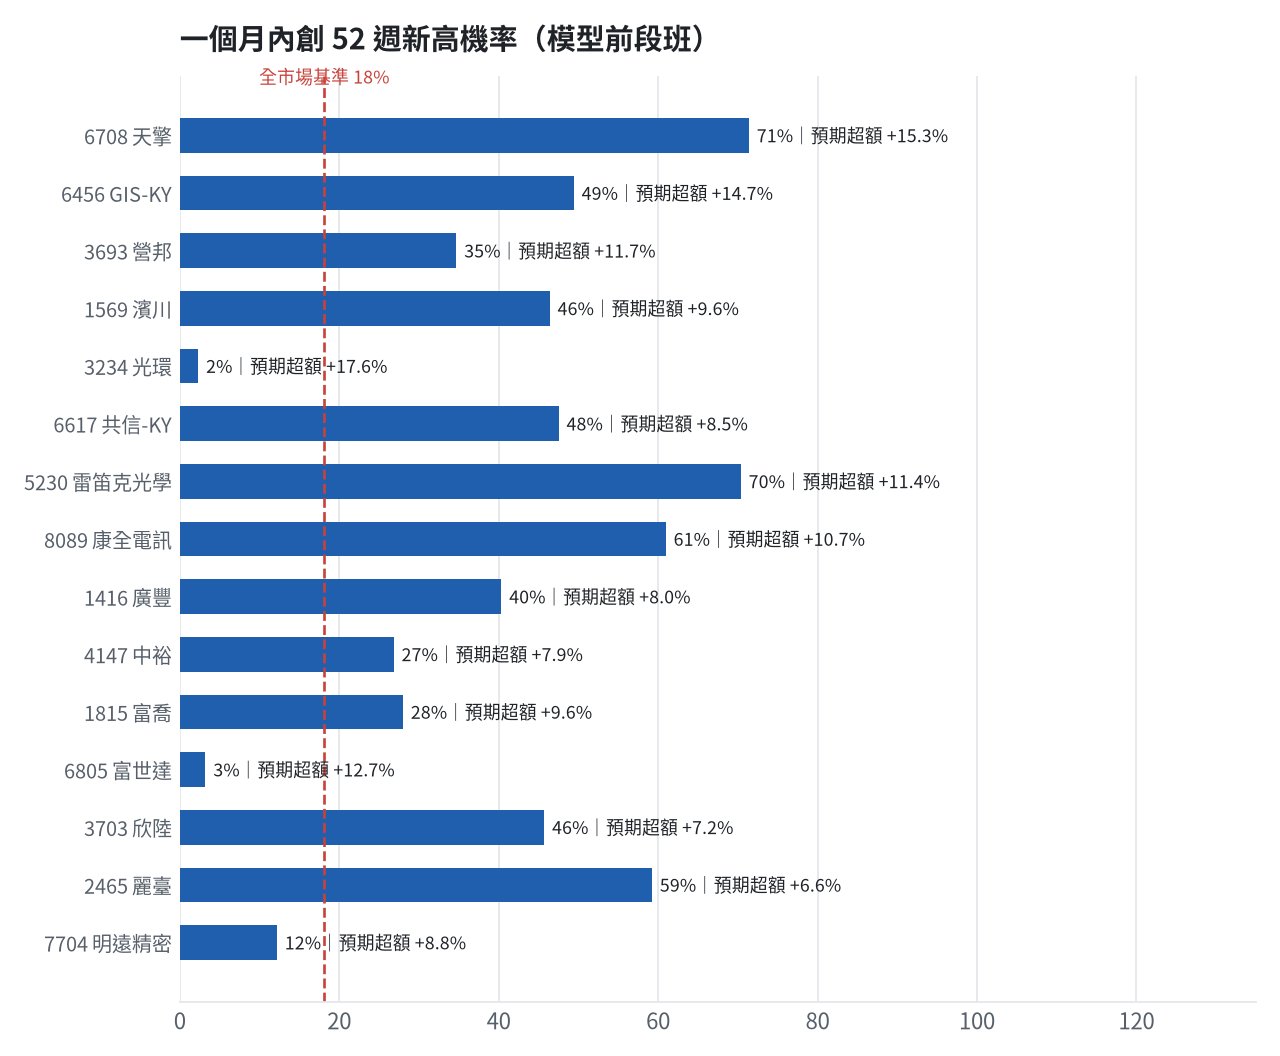 一個月內創 52 週新高機率（模型前段班）
全市場基準 18%
6708 天擎 71%｜預期超額 +15.3%
6456 GIS-KY 49%｜預期超額 +14.7%
3693 營邦 35%｜預期超額 +11.7%
1569 濱川 46%｜預期超額 +9.6%
3234 光環 2%｜預期超額 +17.6%
6617 共信-KY 48%｜預期超額 +8.5%
5230 雷笛克光學 70%｜預期超額 +11.4%
8089 康全電訊 61%｜預期超額 +10.7%
1416 廣豐 40%｜預期超額 +8.0%
4147 中裕 27%｜預期超額 +7.9%
1815 富喬 28%｜預期超額 +9.6%
6805 富世達 3%｜預期超額 +12.7%
3703 欣陸 46%｜預期超額 +7.2%
2465 麗臺 59%｜預期超額 +6.6%
7704 明遠精密 12%｜預期超額 +8.8%
0 20 40 60 80 100 120